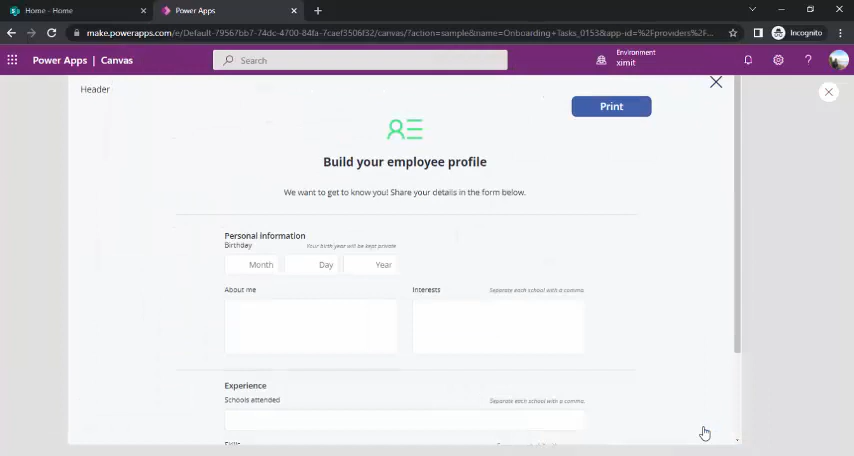 Home - Home
Power Apps
make.powerapps.com/e/Default-79567bb7-74dc-4700-84fa-7caef3506f32/canvas/?action=sample&name=Onboarding+Tasks_0153&app-id=%2Fproviders%2F...
Incognito
Power Apps | Canvas
Search
Environment
ximit
Header
Print
Build your employee profile
We want to get to know you! Share your details in the form below.
Personal information
Birthday
Your birth year will be kept private
Month
Day
Year
About me
Interests
Separate each school with a comma.
Experience
Schools attended
Separate each school with a comma.
Skills